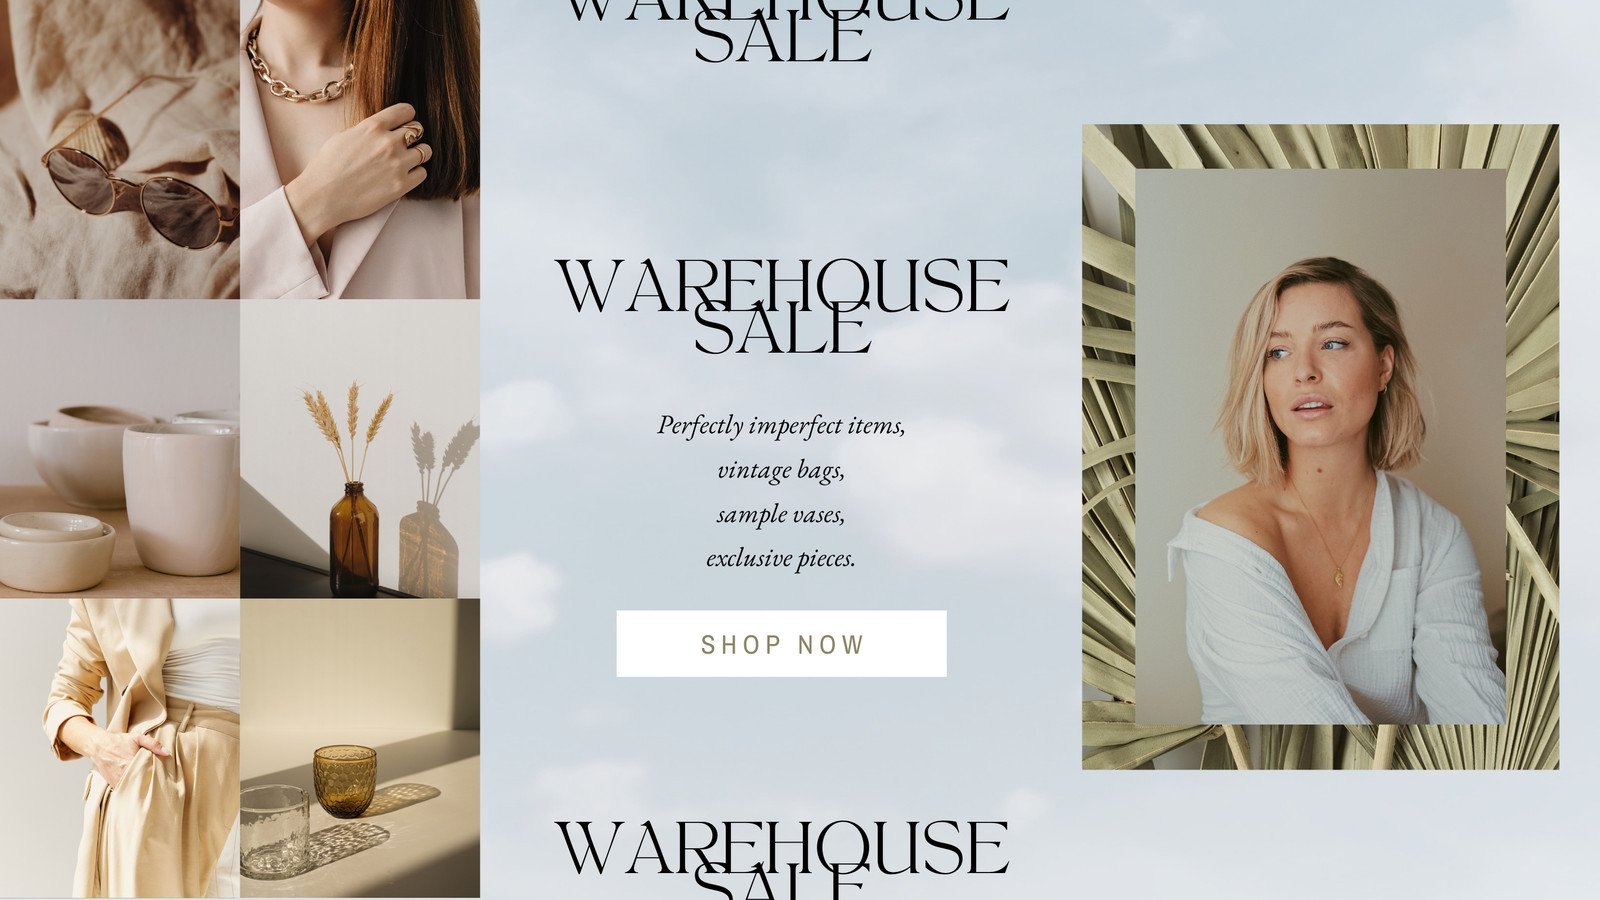 WAREHOUSE
SALE
WAREHOUSE
SALE
Perfectly imperfect items,
vintage bags,
sample vases,
exclusive pieces.
SHOP NOW
WAREHOUSE
SALE